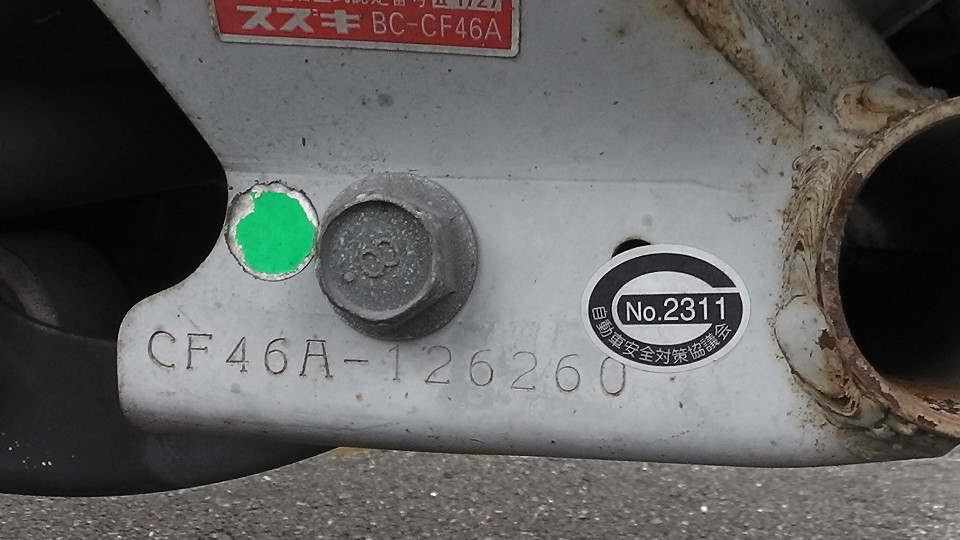 スズキ BC-CF46A
8
CF46A-126260
No.2311
自動車安全対策協議会